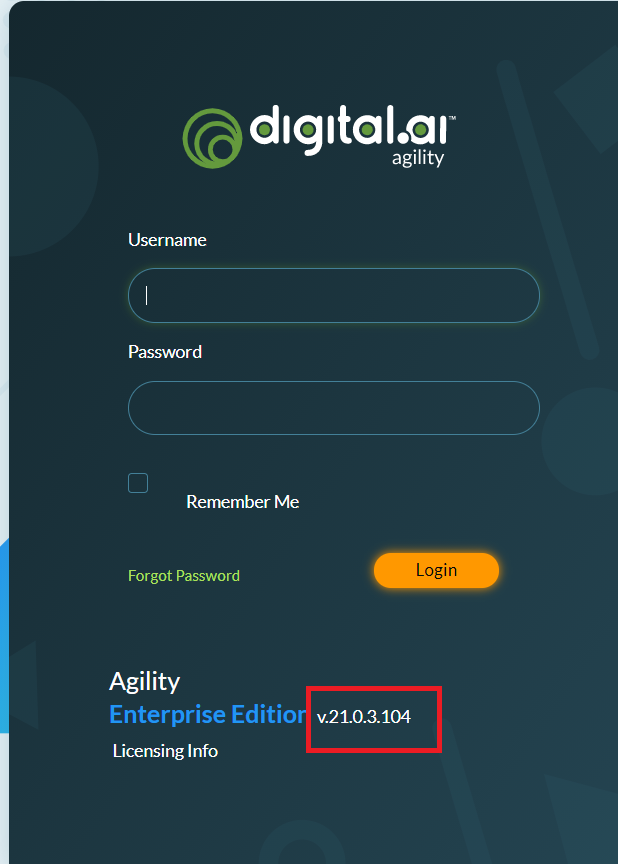 digital.ai™
agility
Username
Password
Remember Me
Forgot Password
Login
Agility
Enterprise Edition v.21.0.3.104
Licensing Info